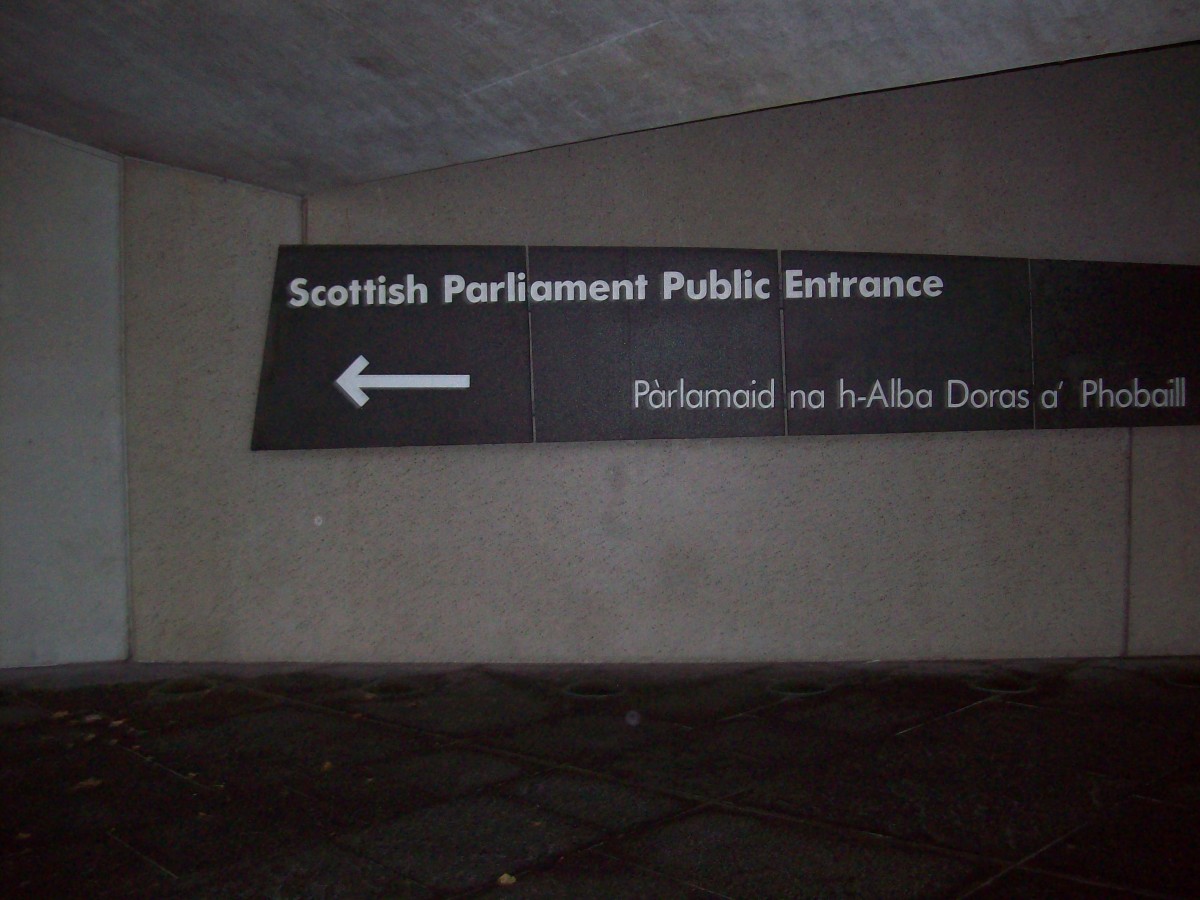 Scottish Parliament Public Entrance
Pàrlamaid na h-Alba Doras a' Phobaill